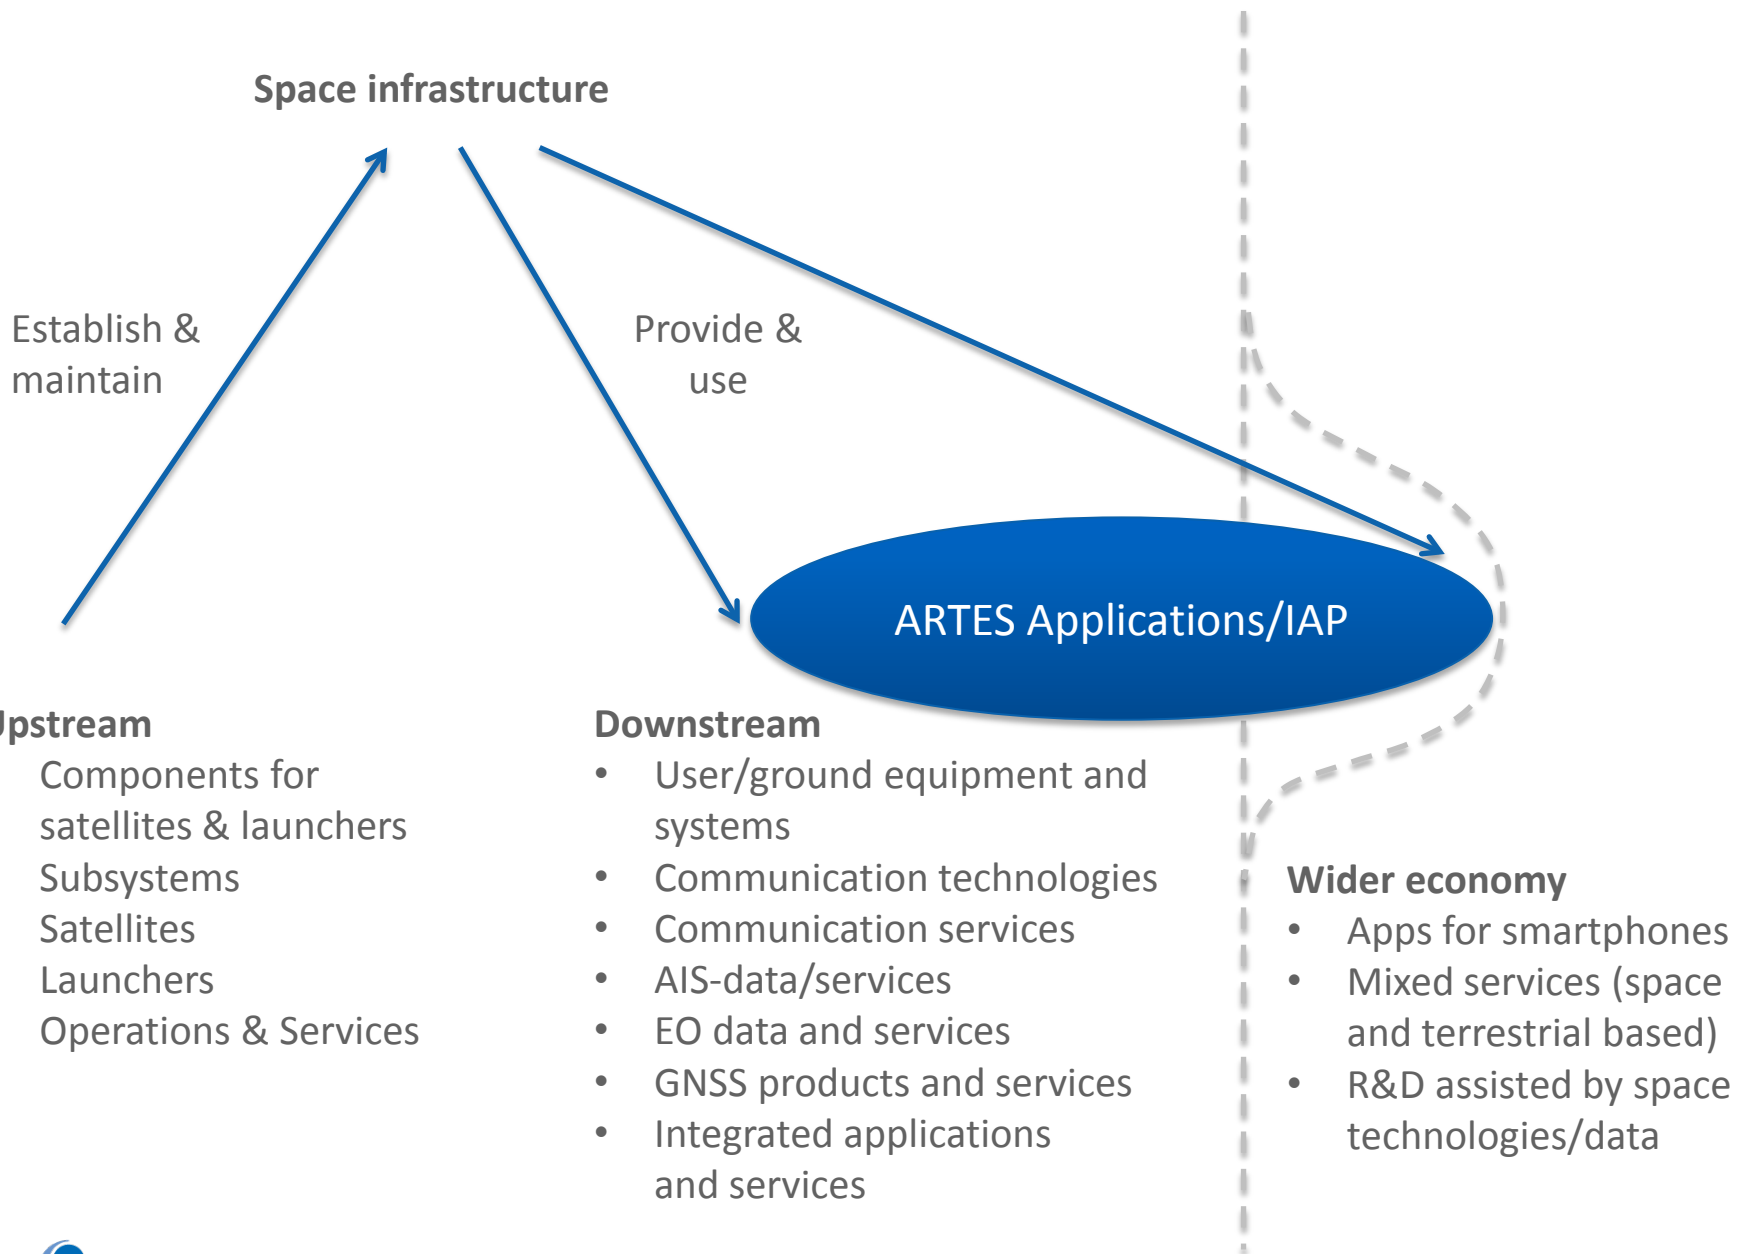 Space infrastructure
Establish &
maintain
Provide &
use
ARTES Applications/IAP
Upstream
Components for
satellites & launchers
Subsystems
Satellites
Launchers
Operations & Services
Downstream
• User/ground equipment and
systems
• Communication technologies
• Communication services
• AIS-data/services
• EO data and services
• GNSS products and services
• Integrated applications
and services
Wider economy
• Apps for smartphones
• Mixed services (space
and terrestrial based)
• R&D assisted by space
technologies/data